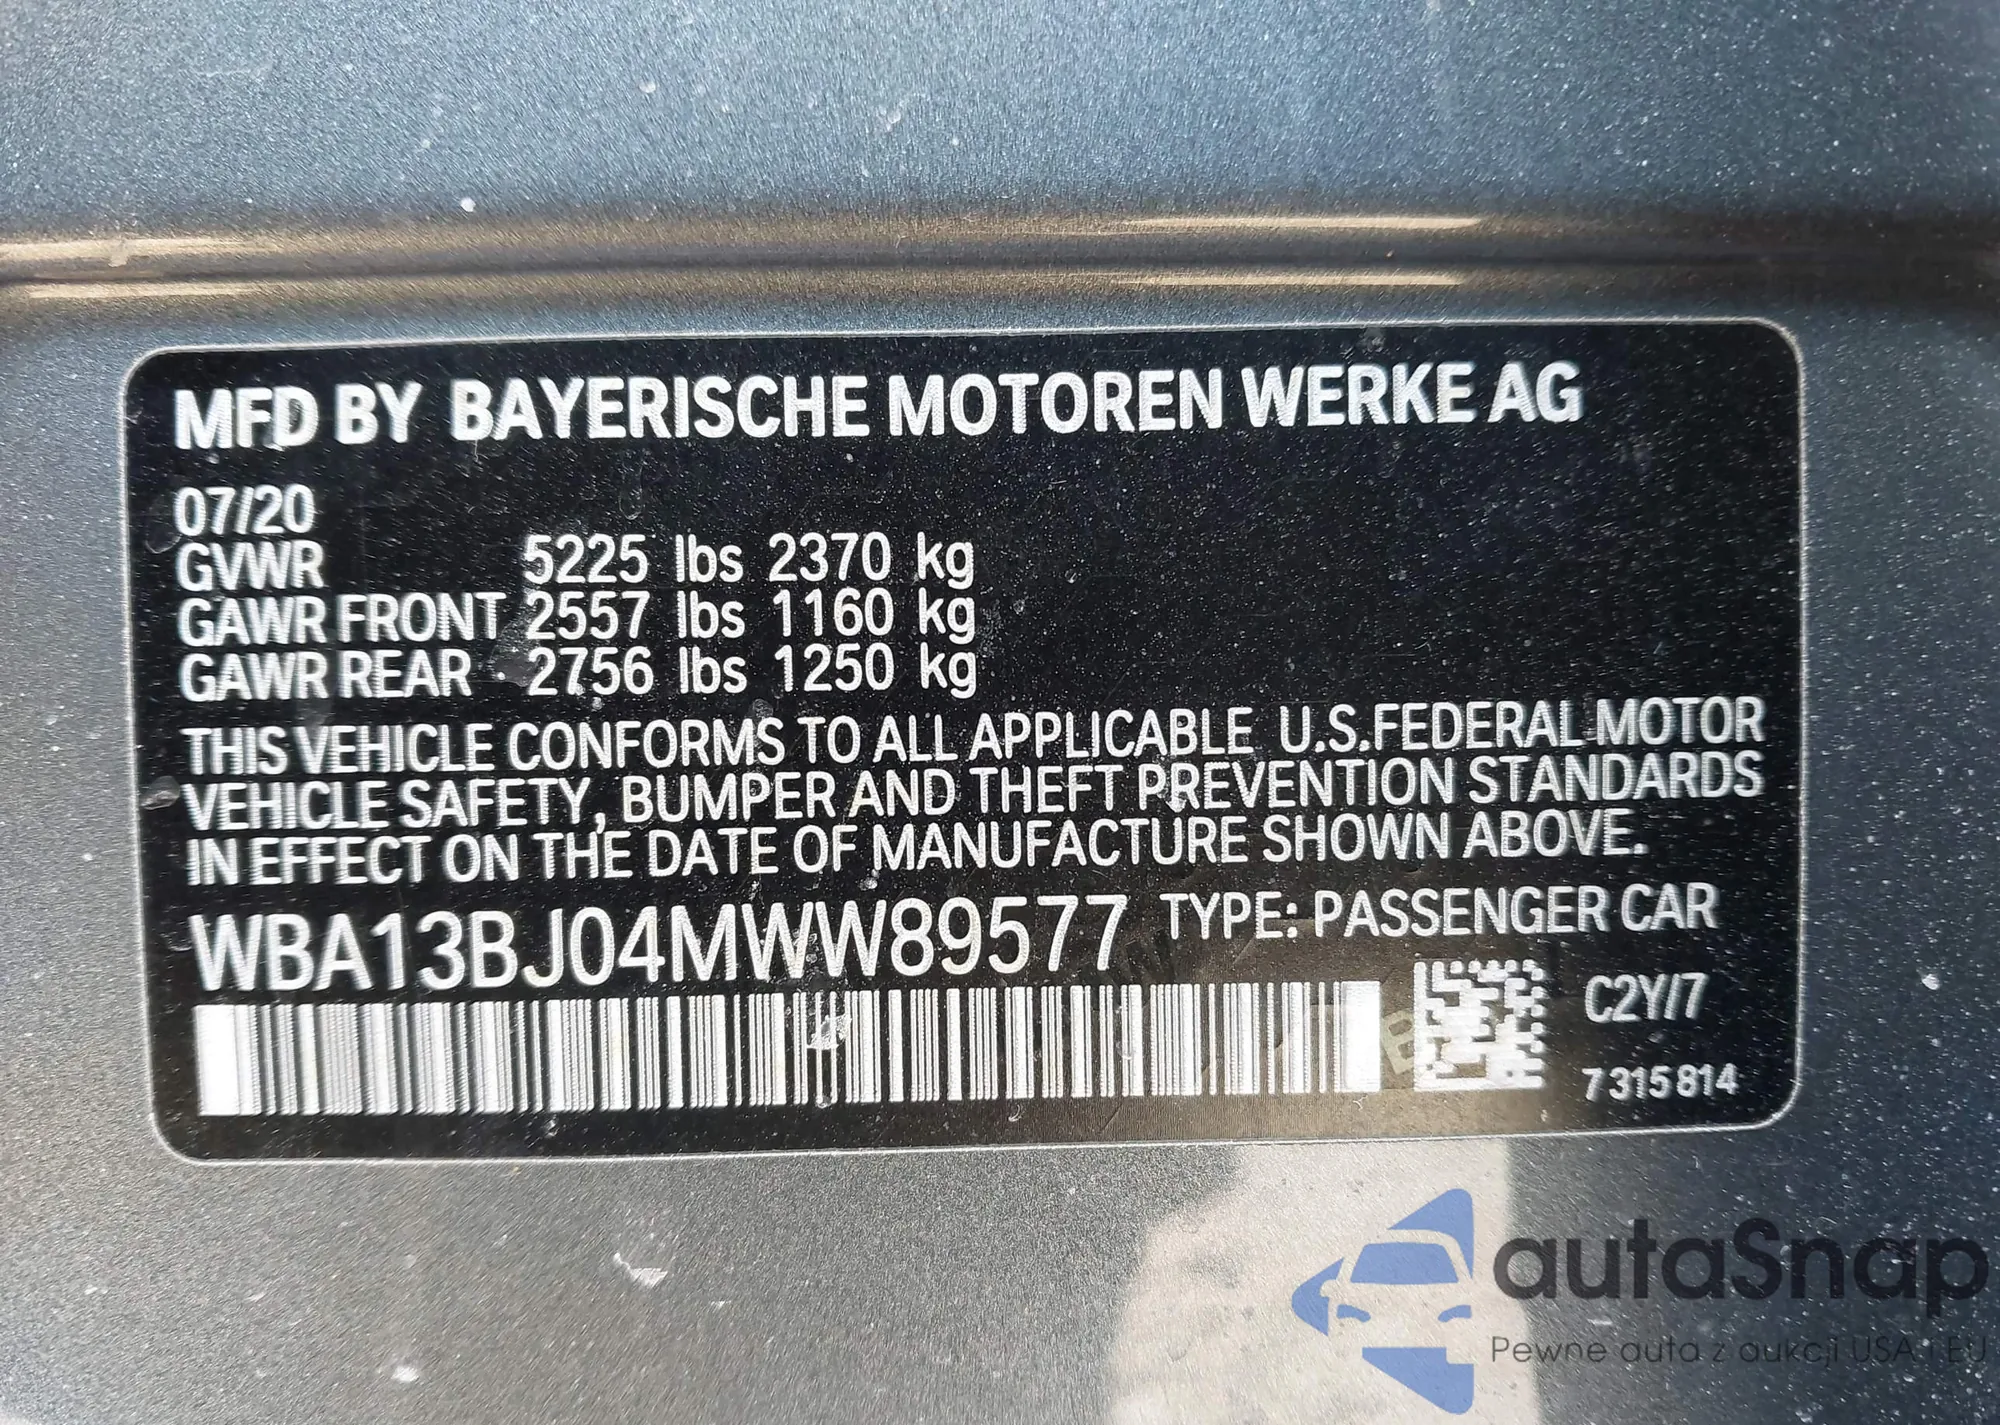 MFD BY BAYERISCHE MOTOREN WERKE AG
07/20
GVWR 5225 lbs 2370 kg
GAWR FRONT 2557 lbs 1160 kg
GAWR REAR 2756 lbs 1250 kg
THIS VEHICLE CONFORMS TO ALL APPLICABLE U.S.FEDERAL MOTOR
VEHICLE SAFETY, BUMPER AND THEFT PREVENTION STANDARDS
IN EFFECT ON THE DATE OF MANUFACTURE SHOWN ABOVE.
WBA13BJ04MWW89577 TYPE: PASSENGER CAR
C2Y/7
7315814
autaSnap
Pewne auta z aukcji USA i EU